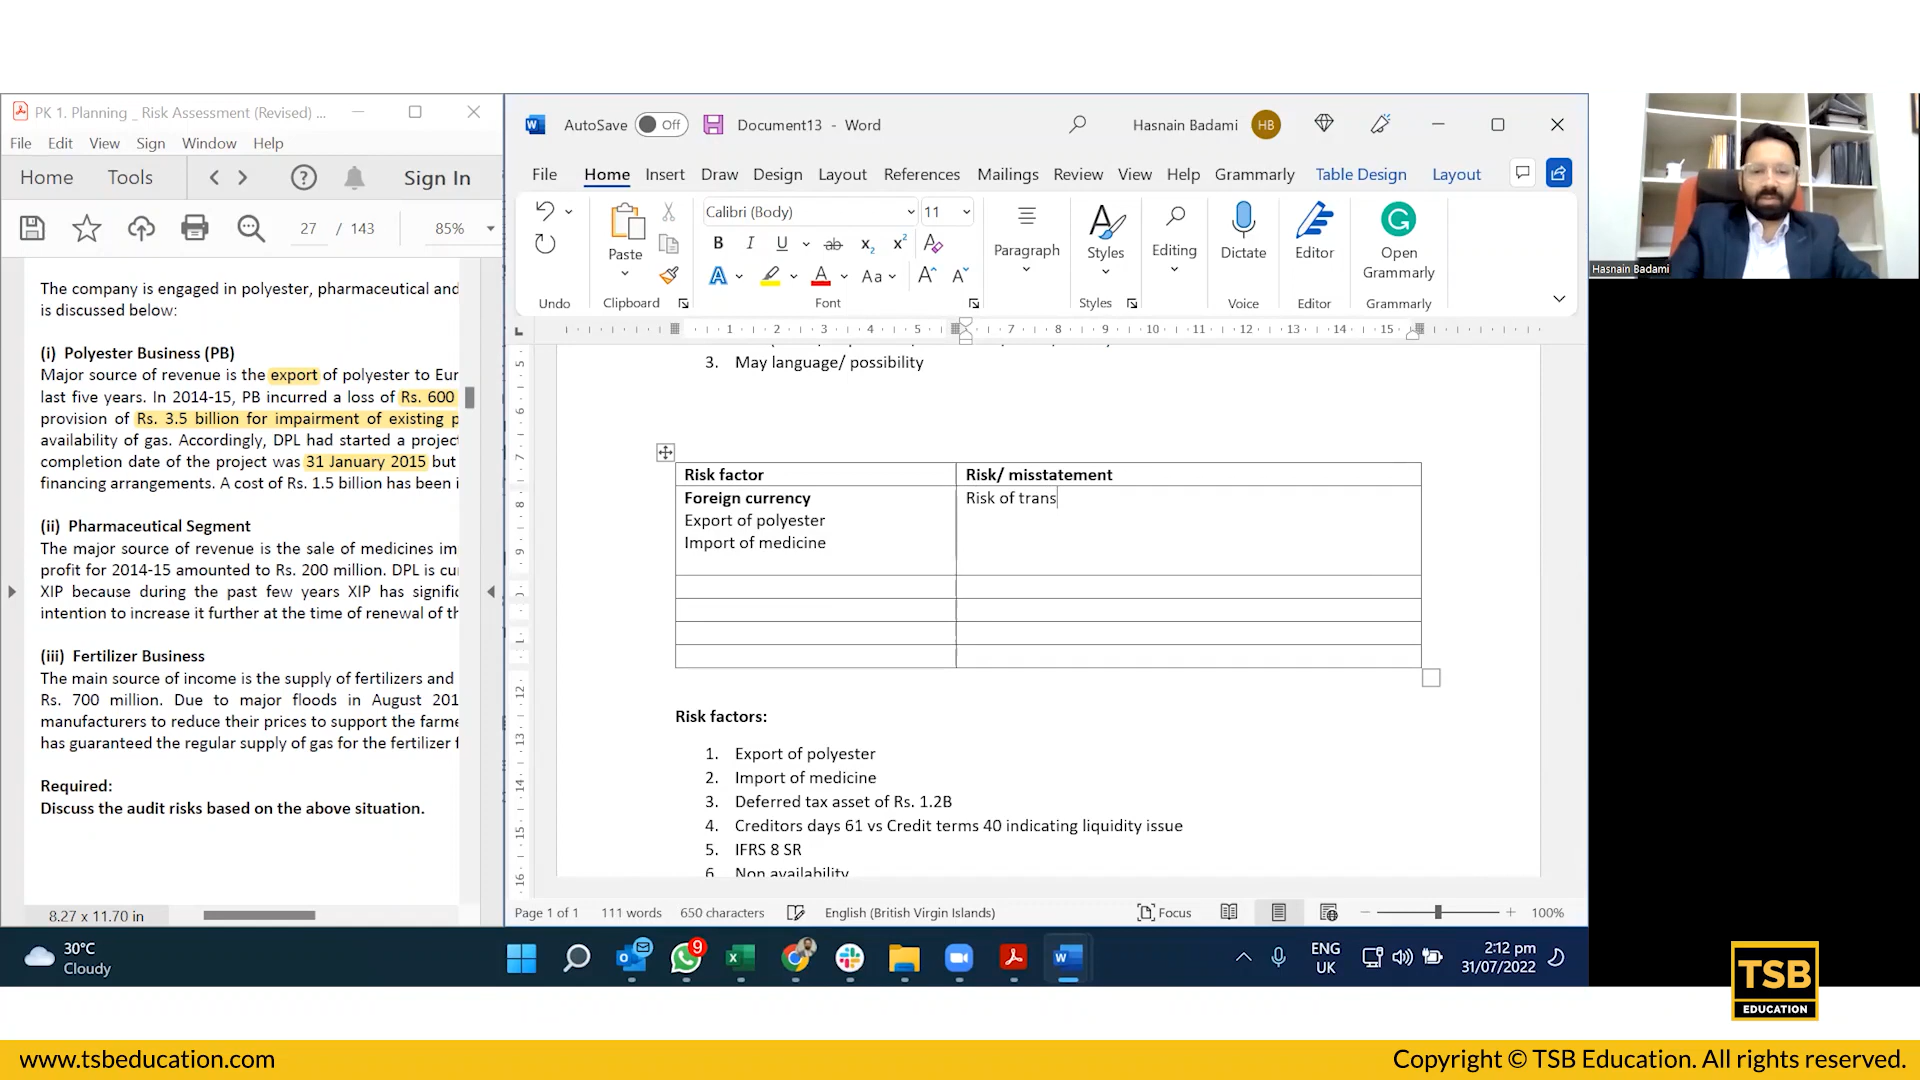 PK 1. Planning _ Risk Assessment (Revised) ...
File Edit View Sign Window Help
Home Tools Sign In
27 / 143 85%
The company is engaged in polyester, pharmaceutical and
is discussed below:
(i) Polyester Business (PB)
Major source of revenue is the export of polyester to Eur
last five years. In 2014-15, PB incurred a loss of Rs. 600
provision of Rs. 3.5 billion for impairment of existing p
availability of gas. Accordingly, DPL had started a project
completion date of the project was 31 January 2015 but
financing arrangements. A cost of Rs. 1.5 billion has been i
(ii) Pharmaceutical Segment
The major source of revenue is the sale of medicines im
profit for 2014-15 amounted to Rs. 200 million. DPL is cu
XIP because during the past few years XIP has signific
intention to increase it further at the time of renewal of th
(iii) Fertilizer Business
The main source of income is the supply of fertilizers and
Rs. 700 million. Due to major floods in August 201
manufacturers to reduce their prices to support the farme
has guaranteed the regular supply of gas for the fertilizer f
Required:
Discuss the audit risks based on the above situation.
8.27 x 11.70 in
AutoSave Off Document13 - Word Hasnain Badami HB
File Home Insert Draw Design Layout References Mailings Review View Help Grammarly Table Design Layout
Calibri (Body) 11
Paste Paragraph Styles Editing Dictate Editor Open Grammarly
Undo Clipboard Font Styles Voice Editor Grammarly
3. May language/ possibility
Risk factor Risk/ misstatement
Foreign currency Risk of trans
Export of polyester
Import of medicine
Risk factors:
1. Export of polyester
2. Import of medicine
3. Deferred tax asset of Rs. 1.2B
4. Creditors days 61 vs Credit terms 40 indicating liquidity issue
5. IFRS 8 SR
6. Non availability
Page 1 of 1 111 words 650 characters English (British Virgin Islands) Focus 100%
30°C
Cloudy
9
ENG
UK
2:12 pm
31/07/2022
Hasnain Badami
TSB
EDUCATION
www.tsbeducation.com Copyright © TSB Education. All rights reserved.